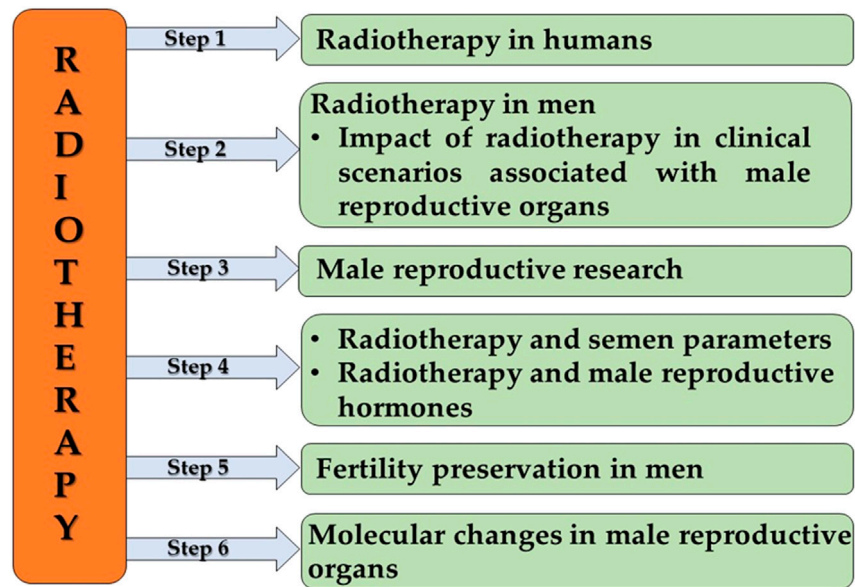 RADIOTHERAPY
Step 1
Radiotherapy in humans
Step 2
Radiotherapy in men
• Impact of radiotherapy in clinical
scenarios associated with male
reproductive organs
Step 3
Male reproductive research
Step 4
• Radiotherapy and semen parameters
• Radiotherapy and male reproductive
hormones
Step 5
Fertility preservation in men
Step 6
Molecular changes in male reproductive
organs